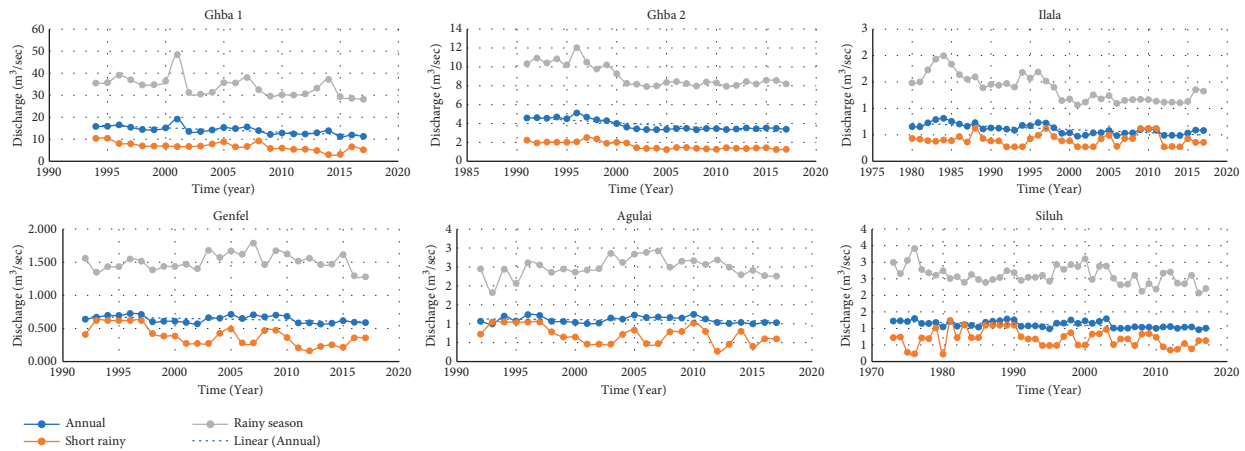 Ghba 1
Discharge (m³/sec)
60
50
40
30
20
10
0
1990 1995 2000 2005 2010 2015 2020
Time (year)
Ghba 2
Discharge (m³/sec)
14
12
10
8
6
4
2
0
1985 1990 1995 2000 2005 2010 2015 2020
Time (Year)
Ilala
Discharge (m³/sec)
3
2
2
1
1
0
1975 1980 1985 1990 1995 2000 2005 2010 2015 2020
Time (Year)
Genfel
Discharge (m³/sec)
2.000
1.500
1.000
0.500
0.000
1990 1995 2000 2005 2010 2015 2020
Time (Year)
Agulai
Discharge (m³/sec)
4
3
3
2
2
1
1
0
1990 1995 2000 2005 2010 2015 2020
Time (Year)
Siluh
Discharge (m³/sec)
4
4
3
3
2
2
1
1
0
1970 1980 1990 2000 2010 2020
Time (Year)
Annual
Short rainy
Rainy season
Linear (Annual)